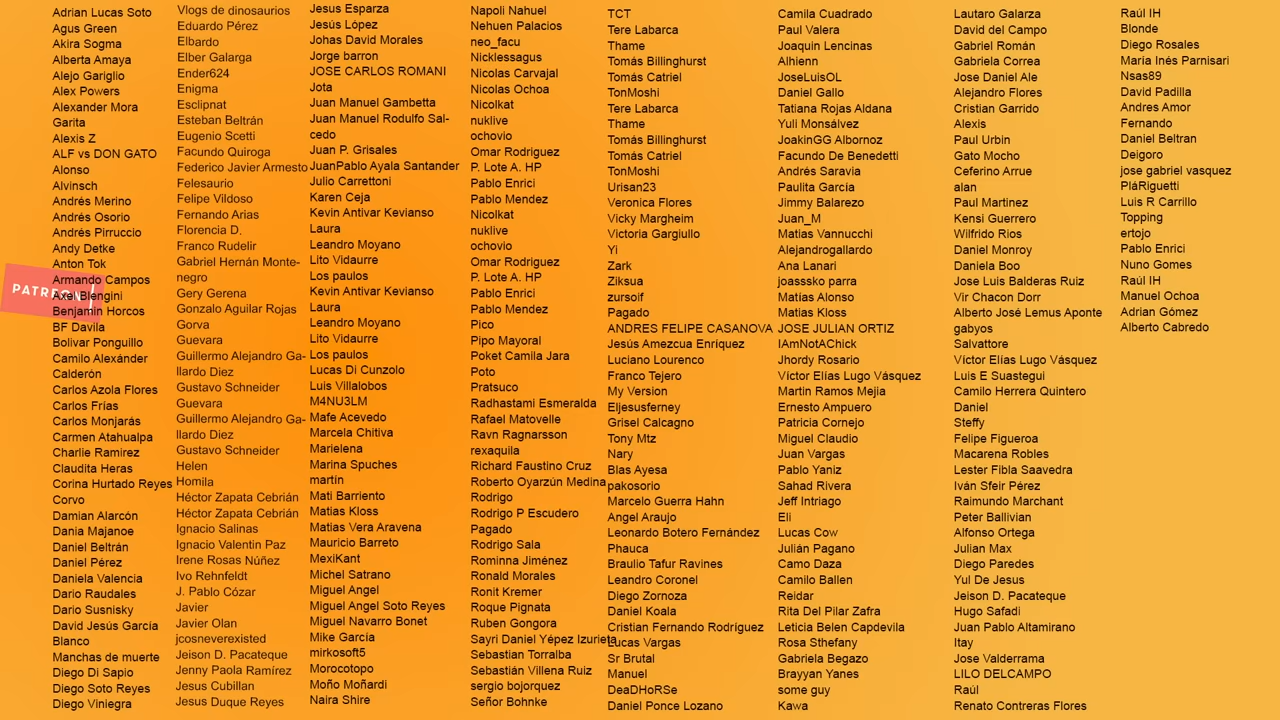 Adrian Lucas Soto
Agus Green
Akira Sogma
Alberta Amaya
Alejo Gariglio
Alex Powers
Alexander Mora
Garita
Alexis Z
ALF vs DON GATO
Alonso
Alvinsch
Andrés Merino
Andrés Osorio
Andrés Pirruccio
Andy Detke
Anton Tok
Armando Campos
Axel Blengini
Benjamin Horcos
BF Davila
Bolivar Ponguillo
Camilo Alexánder
Calderón
Carlos Azola Flores
Carlos Frías
Carlos Monjarás
Carmen Atahualpa
Charlie Ramirez
Claudita Heras
Corina Hurtado Reyes
Corvo
Damian Alarcón
Dania Majanoe
Daniel Beltrán
Daniel Pérez
Daniela Valencia
Dario Raudales
Dario Susnisky
David Jesús García
Blanco
Manchas de muerte
Diego Di Sapio
Diego Soto Reyes
Diego Viniegra
PATREON
Vlogs de dinosaurios
Eduardo Pérez
Elbardo
Elber Galarga
Ender624
Enigma
Esclipnat
Esteban Beltrán
Eugenio Scetti
Facundo Quiroga
Federico Javier Armesto
Felesaurio
Felipe Vildoso
Fernando Arias
Florencia D.
Franco Rudelir
Gabriel Hernán Monte-
negro
Gery Gerena
Gonzalo Aguilar Rojas
Gorva
Guevara
Guillermo Alejandro Ga-
llardo Diez
Gustavo Schneider
Guevara
Guillermo Alejandro Ga-
llardo Diez
Gustavo Schneider
Helen
Homila
Héctor Zapata Cebrián
Héctor Zapata Cebrián
Ignacio Salinas
Ignacio Valentin Paz
Irene Rosas Núñez
Ivo Rehnfeldt
J. Pablo Cózar
Javier
Javier Olan
jcosneverexisted
Jeison D. Pacateque
Jenny Paola Ramírez
Jesus Cubillan
Jesus Duque Reyes
Jesus Esparza
Jesús López
Johas David Morales
Jorge barron
JOSE CARLOS ROMANI
Jota
Juan Manuel Gambetta
Juan Manuel Rodulfo Sal-
cedo
Juan P. Grisales
JuanPablo Ayala Santander
Julio Carrettoni
Karen Ceja
Kevin Antivar Kevianso
Laura
Leandro Moyano
Lito Vidaurre
Los paulos
Kevin Antivar Kevianso
Laura
Leandro Moyano
Lito Vidaurre
Los paulos
Lucas Di Cunzolo
Luis Villalobos
M4NU3LM
Mafe Acevedo
Marcela Chitiva
Marielena
Marina Spuches
martín
Mati Barriento
Matias Kloss
Matias Vera Aravena
Mauricio Barreto
MexiKant
Michel Satrano
Miguel Angel
Miguel Angel Soto Reyes
Miguel Navarro Bonet
Mike García
mirkosoft5
Morocotopo
Moño Moñardi
Naira Shire
Napoli Nahuel
Nehuen Palacios
neo_facu
Nicklessagus
Nicolas Carvajal
Nicolas Ochoa
Nicolkat
nuklive
ochovio
Omar Rodriguez
P. Lote A. HP
Pablo Enrici
Pablo Mendez
Nicolkat
nuklive
ochovio
Omar Rodriguez
P. Lote A. HP
Pablo Enrici
Pablo Mendez
Pico
Pipo Mayoral
Poket Camila Jara
Poto
Pratsuco
Radhastami Esmeralda
Rafael Matovelle
Ravn Ragnarsson
rexaquila
Richard Faustino Cruz
Roberto Oyarzún Medina
Rodrigo
Rodrigo P Escudero
Pagado
Rodrigo Sala
Rominna Jiménez
Ronald Morales
Ronit Kremer
Roque Pignata
Ruben Gongora
Sayri Daniel Yépez Izurieta
Sebastian Torralba
Sebastián Villena Ruiz
sergio bojorquez
Señor Bohnke
TCT
Tere Labarca
Thame
Tomás Billinghurst
Tomás Catriel
TonMoshi
Tere Labarca
Thame
Tomás Billinghurst
Tomás Catriel
TonMoshi
Urisan23
Veronica Flores
Vicky Margheim
Victoria Gargiullo
Yi
Zark
Ziksua
zursoif
Pagado
ANDRES FELIPE CASANOVA
Jesús Amezcua Enríquez
Luciano Lourenco
Franco Tejero
My Version
Eljesusferney
Grisel Calcagno
Tony Mtz
Nary
Blas Ayesa
pakosorio
Marcelo Guerra Hahn
Angel Araujo
Leonardo Botero Fernández
Phauca
Braulio Tafur Ravines
Leandro Coronel
Diego Zornoza
Daniel Koala
Cristian Fernando Rodríguez
Lucas Vargas
Sr Brutal
Manuel
DeaDHoRSe
Daniel Ponce Lozano
Camila Cuadrado
Paul Valera
Joaquin Lencinas
Alhienn
JoseLuisOL
Daniel Gallo
Tatiana Rojas Aldana
Yuli Monsálvez
JoakinGG Albornoz
Facundo De Benedetti
Andrés Saravia
Paulita García
Jimmy Balarezo
Juan_M
Matias Vannucchi
Alejandrogallardo
Ana Lanari
joasssko parra
Matías Alonso
Matias Kloss
JOSE JULIAN ORTIZ
IAmNotAChick
Jhordy Rosario
Víctor Elías Lugo Vásquez
Martin Ramos Mejia
Ernesto Ampuero
Patricia Cornejo
Miguel Claudio
Juan Vargas
Pablo Yaniz
Sahad Rivera
Jeff Intriago
Eli
Lucas Cow
Julián Pagano
Camo Daza
Camilo Ballen
Reidar
Rita Del Pilar Zafra
Leticia Belen Capdevila
Rosa Sthefany
Gabriela Begazo
Brayyan Yanes
some guy
Kawa
Lautaro Galarza
David del Campo
Gabriel Román
Gabriela Correa
Jose Daniel Ale
Alejandro Flores
Cristian Garrido
Alexis
Paul Urbin
Gato Mocho
Ceferino Arrue
alan
Paul Martinez
Kensi Guerrero
Wilfrido Rios
Daniel Monroy
Daniela Boo
Jose Luis Balderas Ruiz
Vir Chacon Dorr
Alberto José Lemus Aponte
gabyos
Salvattore
Víctor Elías Lugo Vásquez
Luis E Suastegui
Camilo Herrera Quintero
Daniel
Steffy
Felipe Figueroa
Macarena Robles
Lester Fibla Saavedra
Iván Sfeir Pérez
Raimundo Marchant
Peter Ballivian
Alfonso Ortega
Julian Max
Diego Paredes
Yul De Jesus
Jeison D. Pacateque
Hugo Safadi
Juan Pablo Altamirano
Itay
Jose Valderrama
LILO DELCAMPO
Raúl
Renato Contreras Flores
Raúl IH
Blonde
Diego Rosales
María Inés Parnisari
Nsas89
David Padilla
Andres Amor
Fernando
Daniel Beltran
Deigoro
jose gabriel vasquez
PláRiguetti
Luis R Carrillo
Topping
ertojo
Pablo Enrici
Nuno Gomes
Raúl IH
Manuel Ochoa
Adrian Gómez
Alberto Cabredo